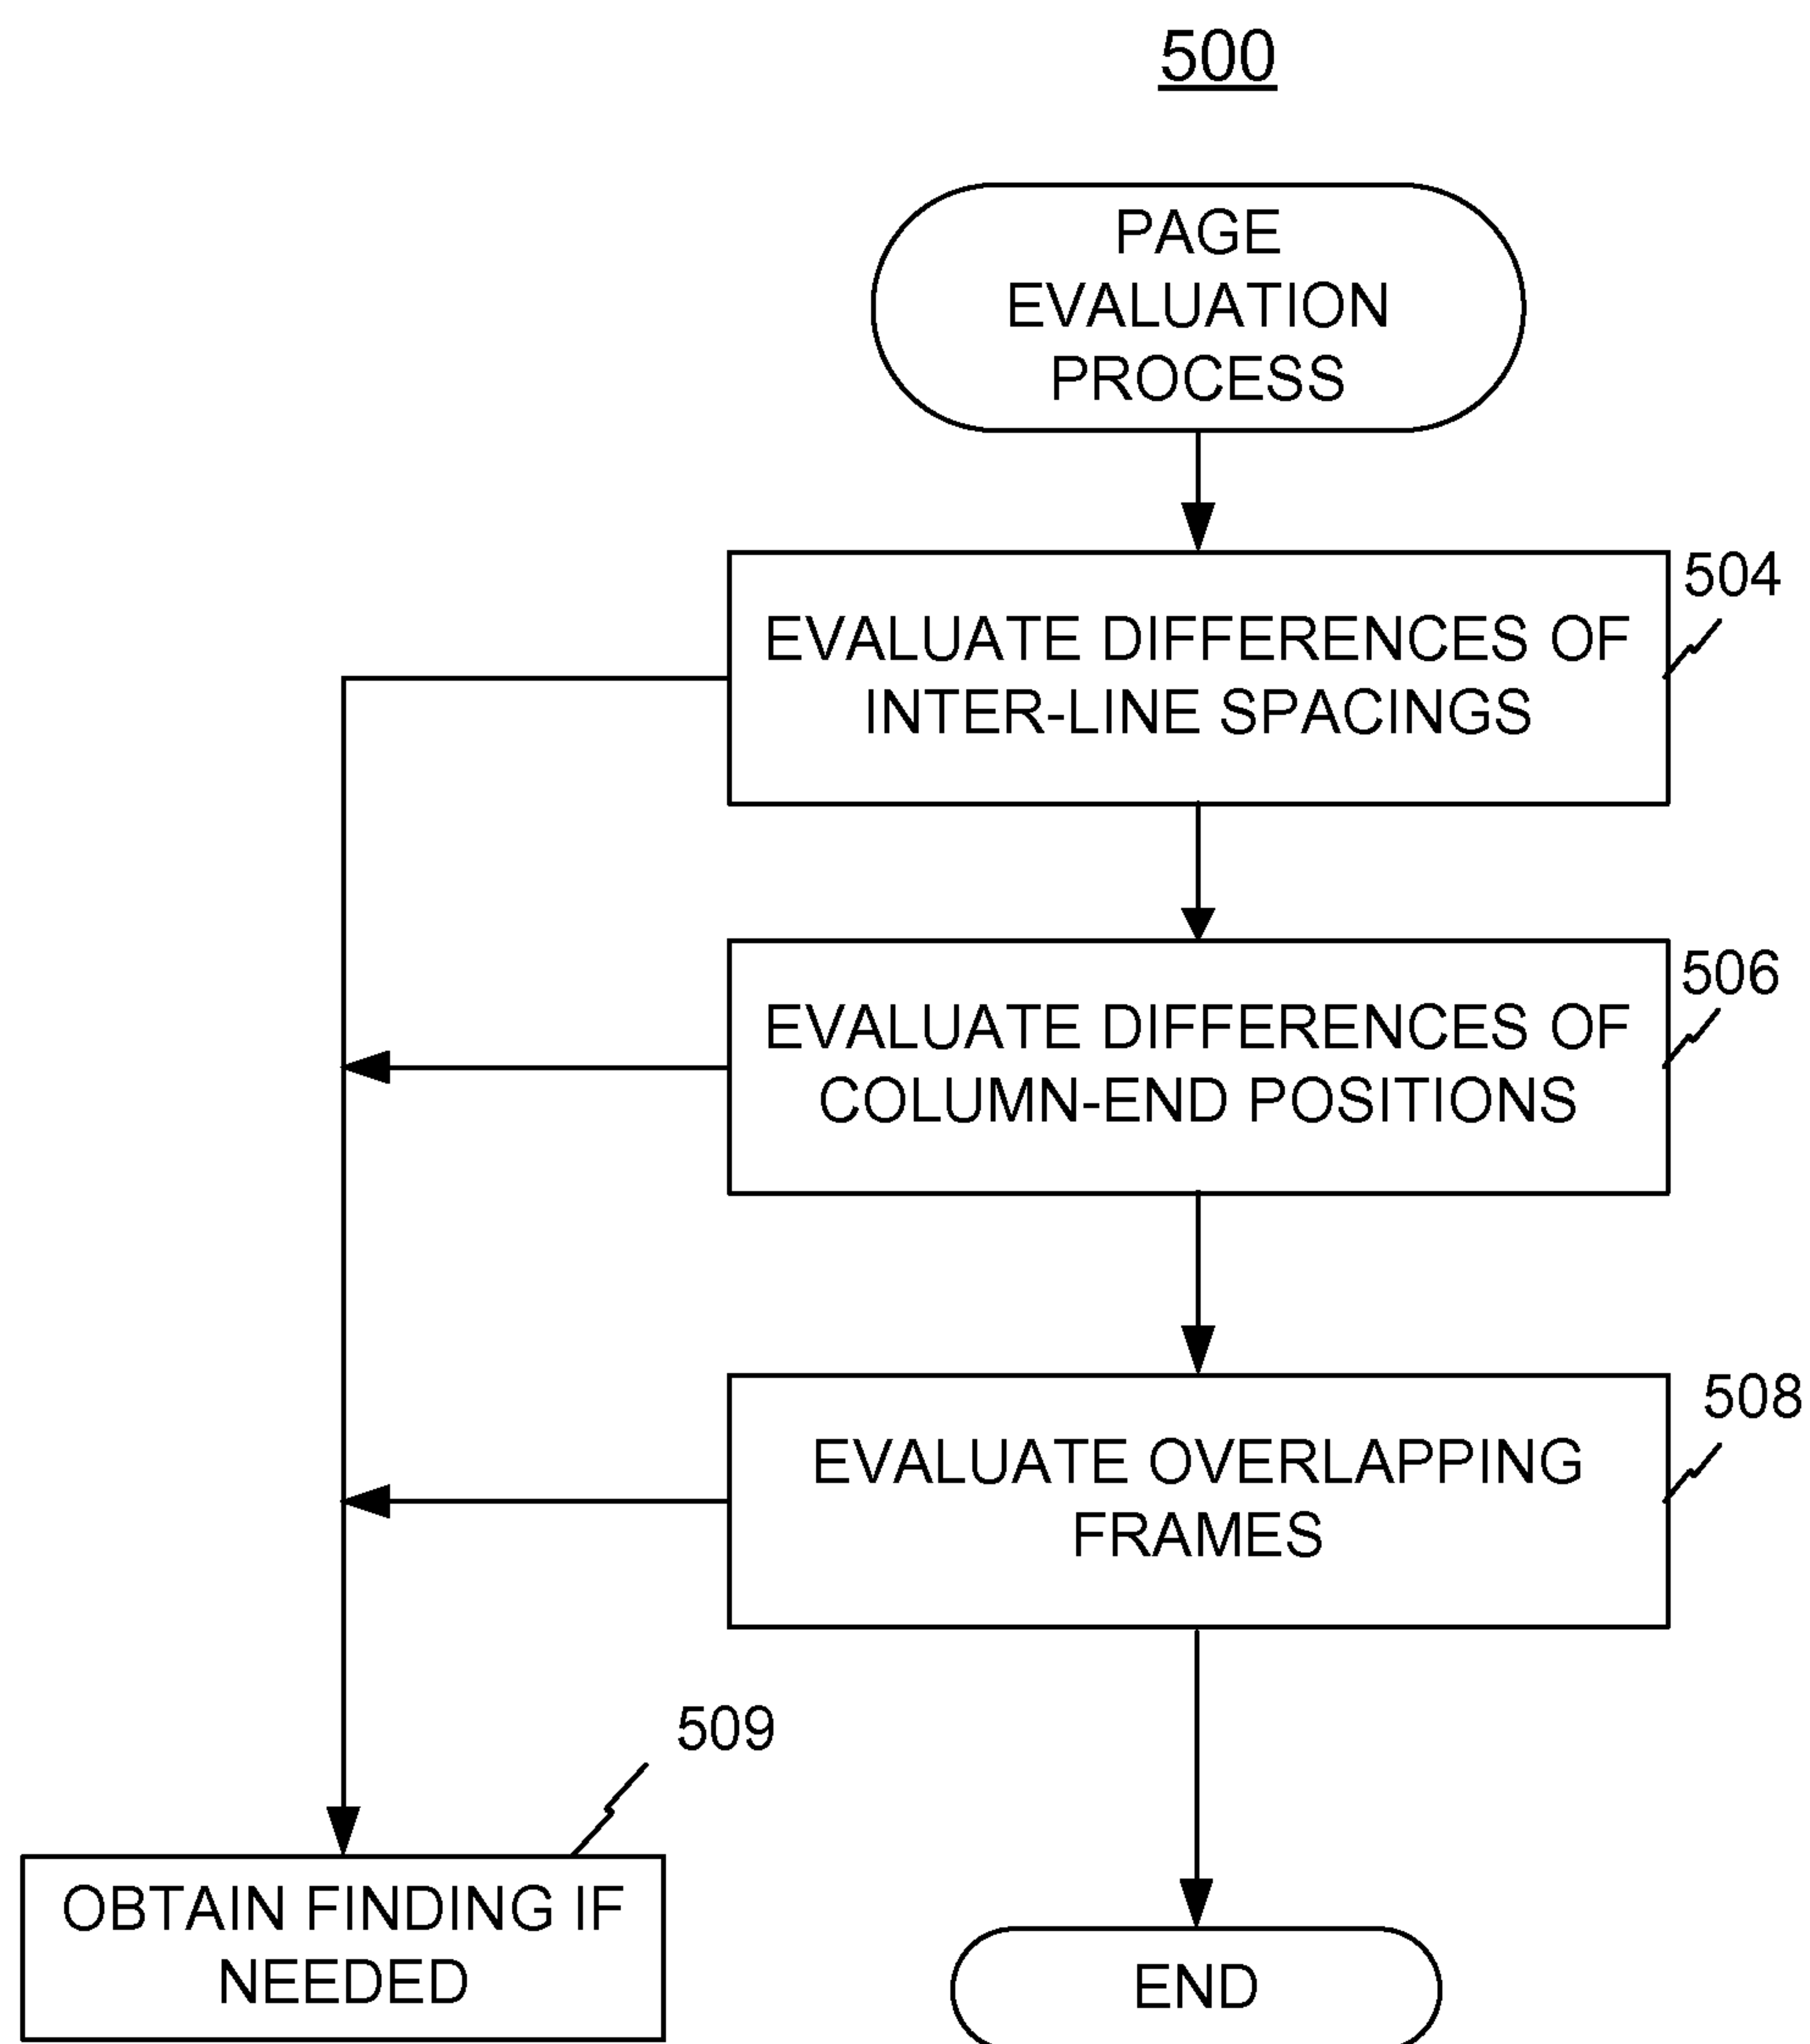 500
PAGE
EVALUATION
PROCESS
504
EVALUATE DIFFERENCES OF
INTER-LINE SPACINGS
506
EVALUATE DIFFERENCES OF
COLUMN-END POSITIONS
508
EVALUATE OVERLAPPING
FRAMES
509
OBTAIN FINDING IF
NEEDED
END